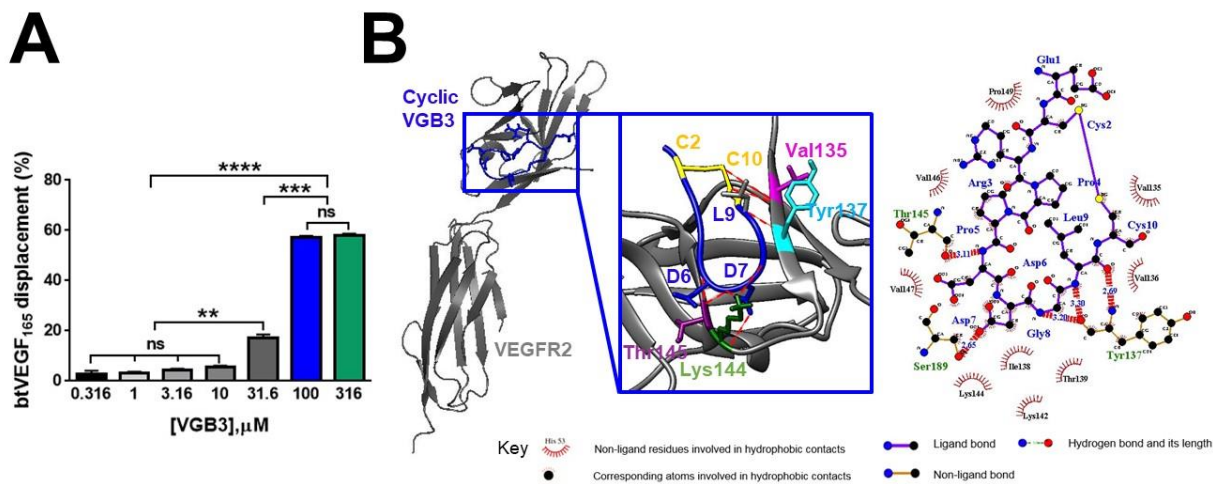 A
B
btVEGF165 displacement (%)
80
60
40
20
0
****
***
ns
**
ns
0.316 1 3.16 10 31.6 100 316
[VGB3],μM
Cyclic
VGB3
VEGFR2
C2
C10
Val135
Tyr137
L9
D6
D7
Thr145
Lys144
Glu1
Pro149
Cys2
Val146
Arg3
Pro4
Val135
Thr145
Leu9
Cys10
Pro5
3.11
Asp6
Val147
Val136
2.69
3.30
3.20
Asp7
Gly8
2.65
Tyr137
Ser189
Ile138
Thr139
Lys144
Lys142
Key
His 53
Non-ligand residues involved in hydrophobic contacts
Corresponding atoms involved in hydrophobic contacts
Ligand bond
Non-ligand bond
Hydrogen bond and its length